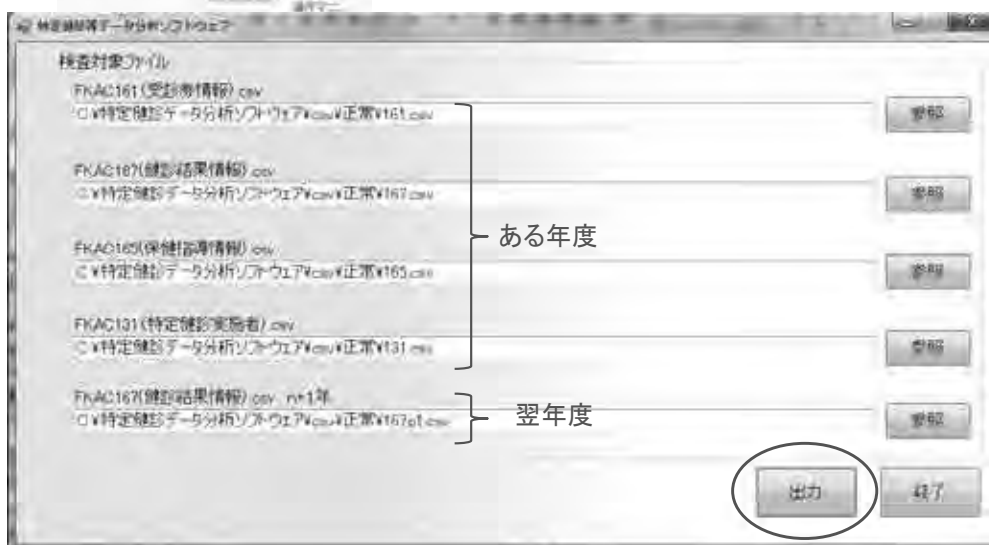 特定健診等データ分析ソフトウェア
検査対象ファイル
FKAC161(受診券情報).csv
C:¥特定健診データ分析ソフトウェア¥csv¥正常¥161.csv
参照
FKAC167(健診結果情報).csv
C:¥特定健診データ分析ソフトウェア¥csv¥正常¥167.csv
参照
ある年度
FKAC165(保健指導情報).csv
C:¥特定健診データ分析ソフトウェア¥csv¥正常¥165.csv
参照
FKAC131(特定健診実施者).csv
C:¥特定健診データ分析ソフトウェア¥csv¥正常¥131.csv
参照
FKAC167(健診結果情報).csv n+1年
C:¥特定健診データ分析ソフトウェア¥csv¥正常¥167p1.csv
翌年度
参照
出力
終了